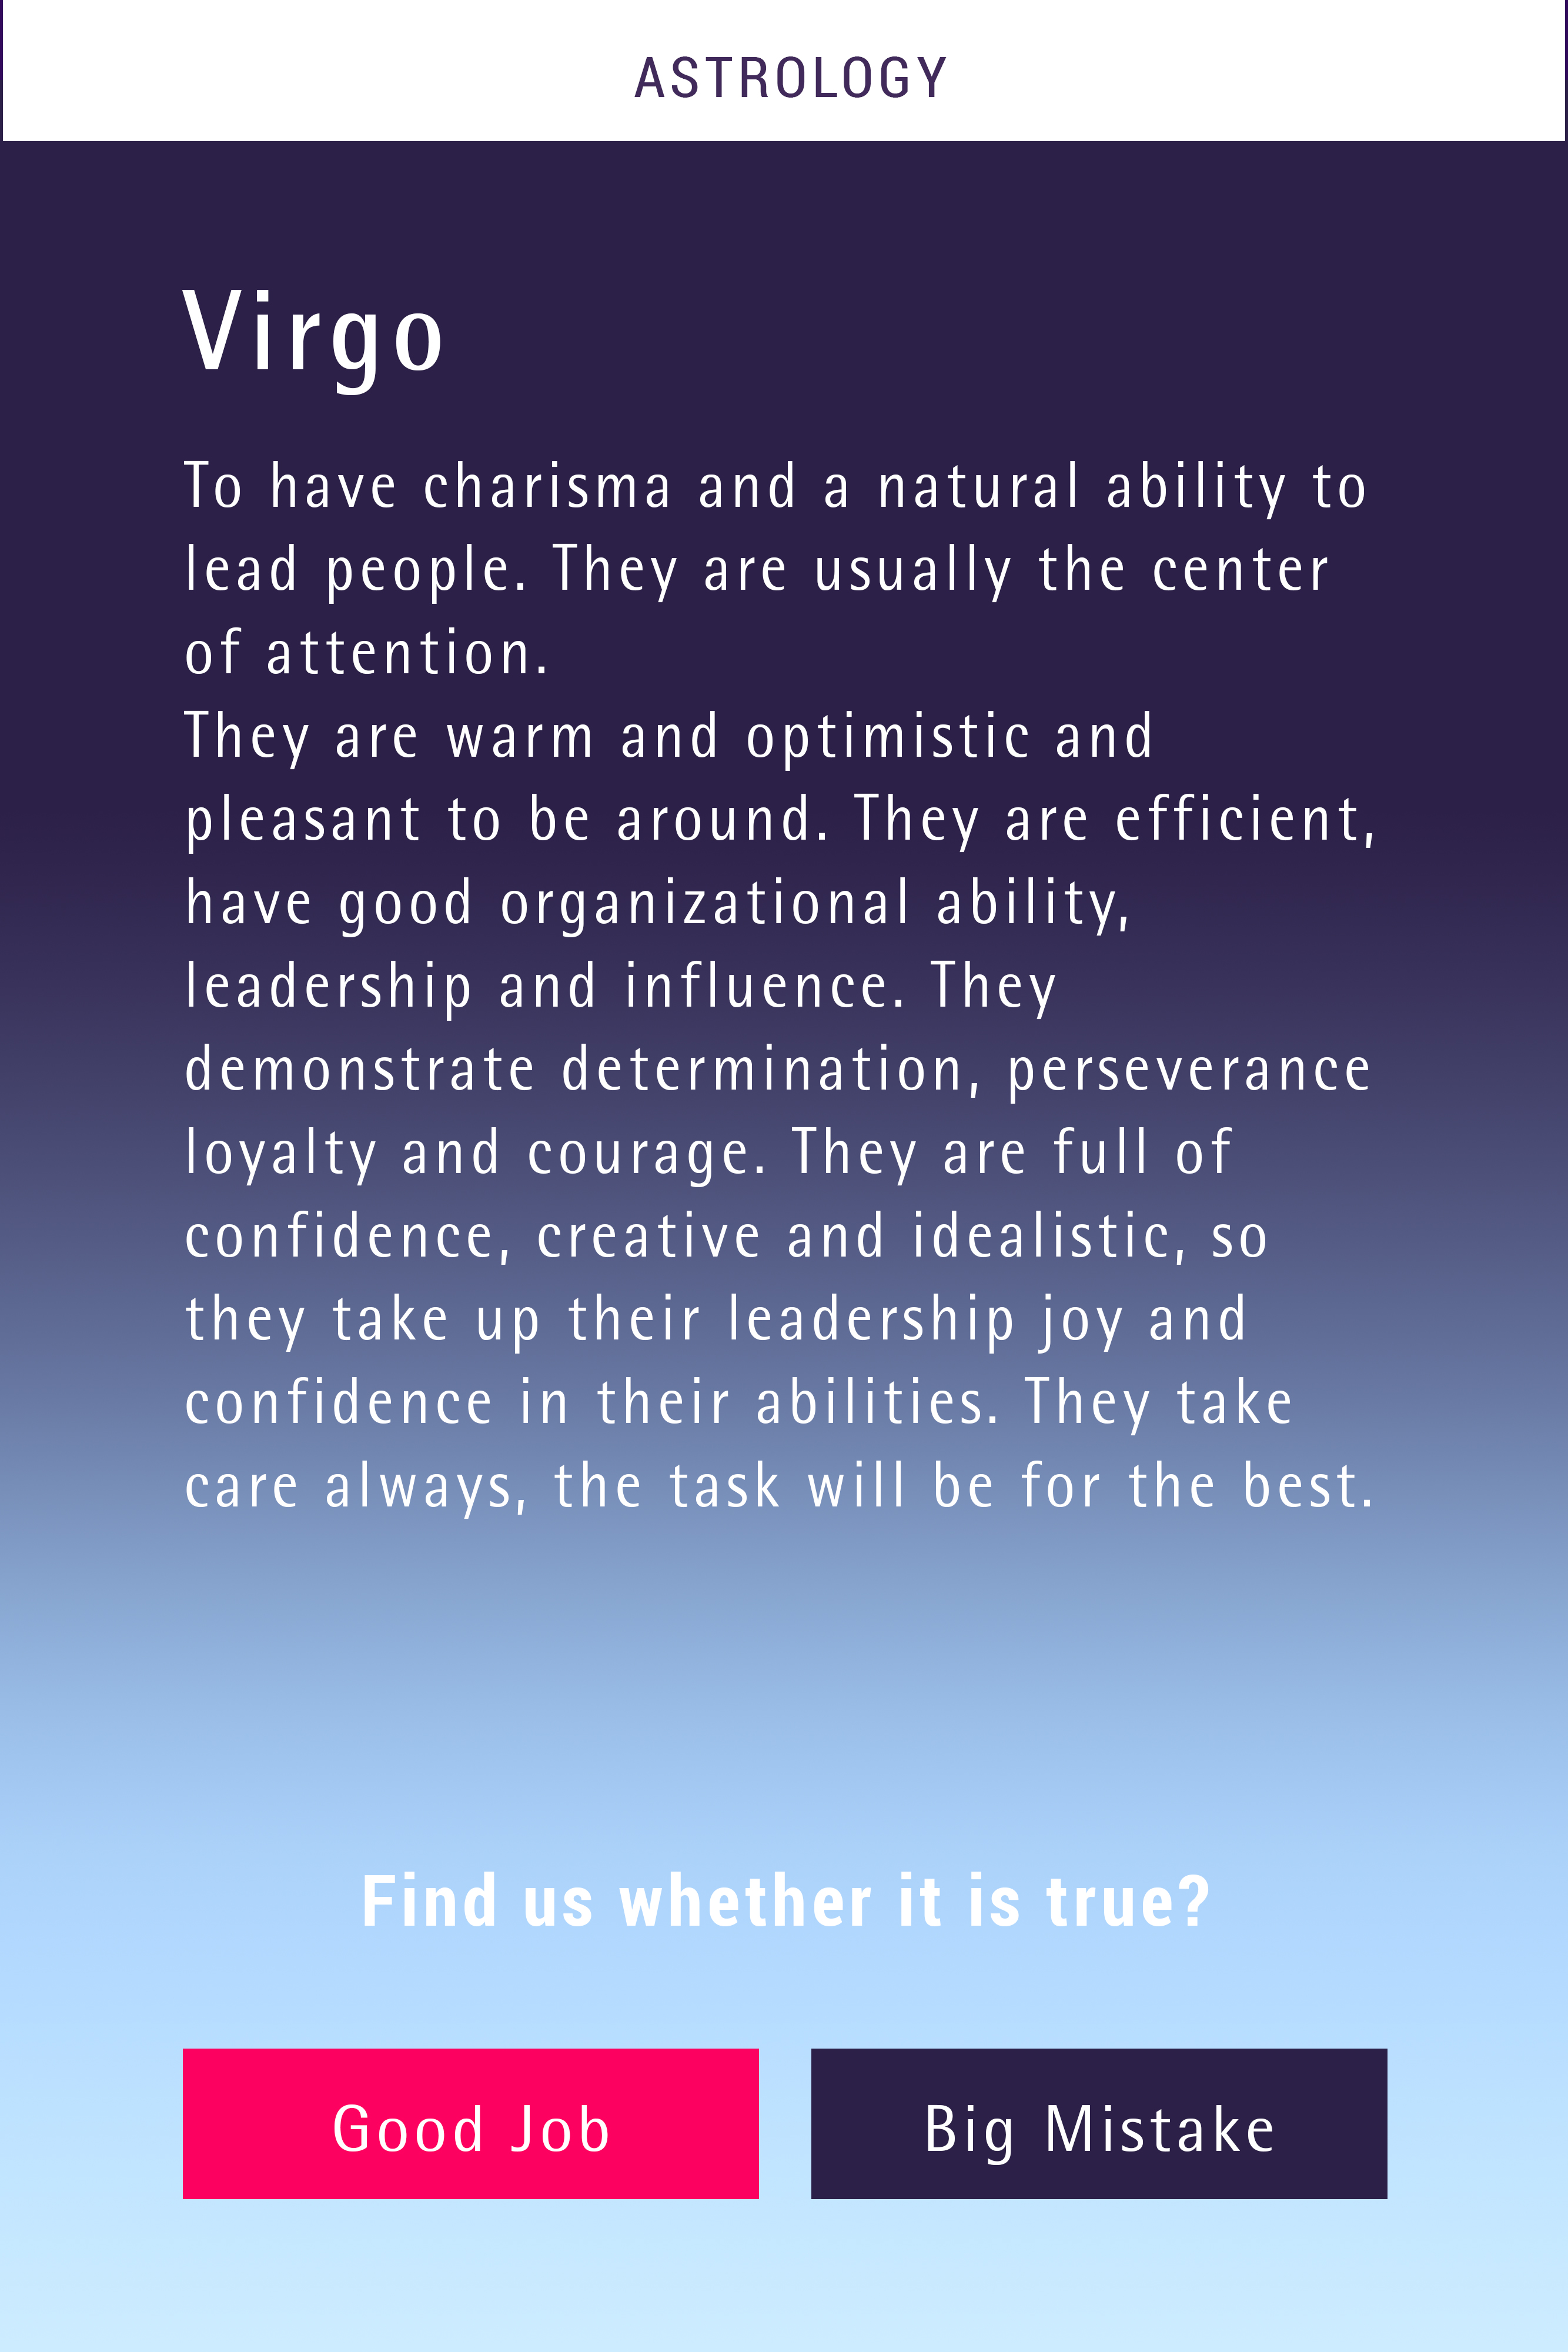 ASTROLOGY
Virgo
To have charisma and a natural ability to
lead people. They are usually the center
of attention.
They are warm and optimistic and
pleasant to be around. They are efficient,
have good organizational ability,
leadership and influence. They
demonstrate determination, perseverance
loyalty and courage. They are full of
confidence, creative and idealistic, so
they take up their leadership joy and
confidence in their abilities. They take
care always, the task will be for the best.
Find us whether it is true?
Good Job
Big Mistake